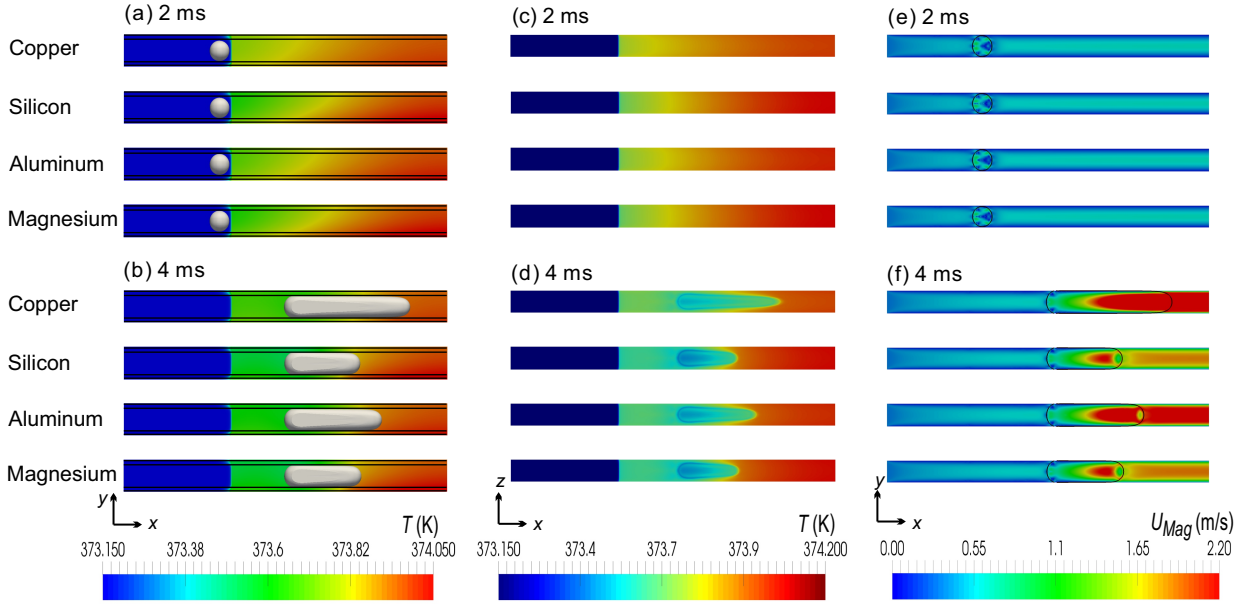 (a) 2 ms (c) 2 ms (e) 2 ms
Copper
Silicon
Aluminum
Magnesium
(b) 4 ms (d) 4 ms (f) 4 ms
Copper
Silicon
Aluminum
Magnesium
y z y
x T (K) x T (K) x U_Mag (m/s)
373.150 373.38 373.6 373.82 374.050 373.150 373.4 373.7 373.9 374.200 0.00 0.55 1.1 1.65 2.20